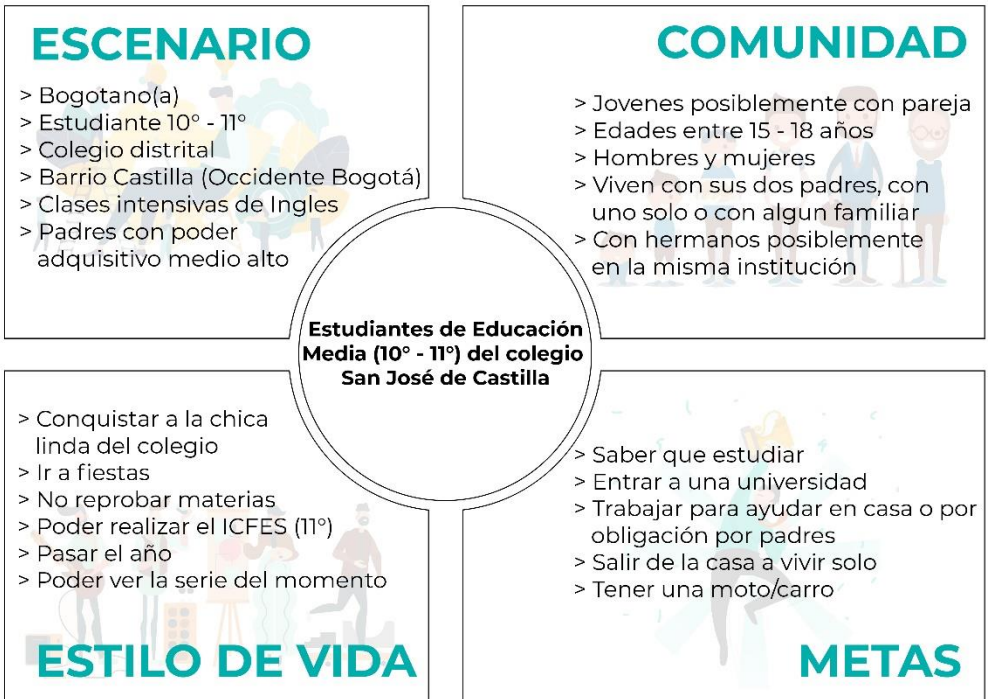 ESCENARIO
> Bogotano(a)
> Estudiante 10° - 11°
> Colegio distrital
> Barrio Castilla (Occidente Bogotá)
> Clases intensivas de Ingles
> Padres con poder
adquisitivo medio alto
COMUNIDAD
> Jovenes posiblemente con pareja
> Edades entre 15 - 18 años
> Hombres y mujeres
> Viven con sus dos padres, con
uno solo o con algun familiar
> Con hermanos posiblemente
en la misma institución
Estudiantes de Educación
Media (10° - 11°) del colegio
San José de Castilla
> Conquistar a la chica
linda del colegio
> Ir a fiestas
> No reprobar materias
> Poder realizar el ICFES (11°)
> Pasar el año
> Poder ver la serie del momento
ESTILO DE VIDA
> Saber que estudiar
> Entrar a una universidad
> Trabajar para ayudar en casa o por
obligación por padres
> Salir de la casa a vivir solo
> Tener una moto/carro
METAS